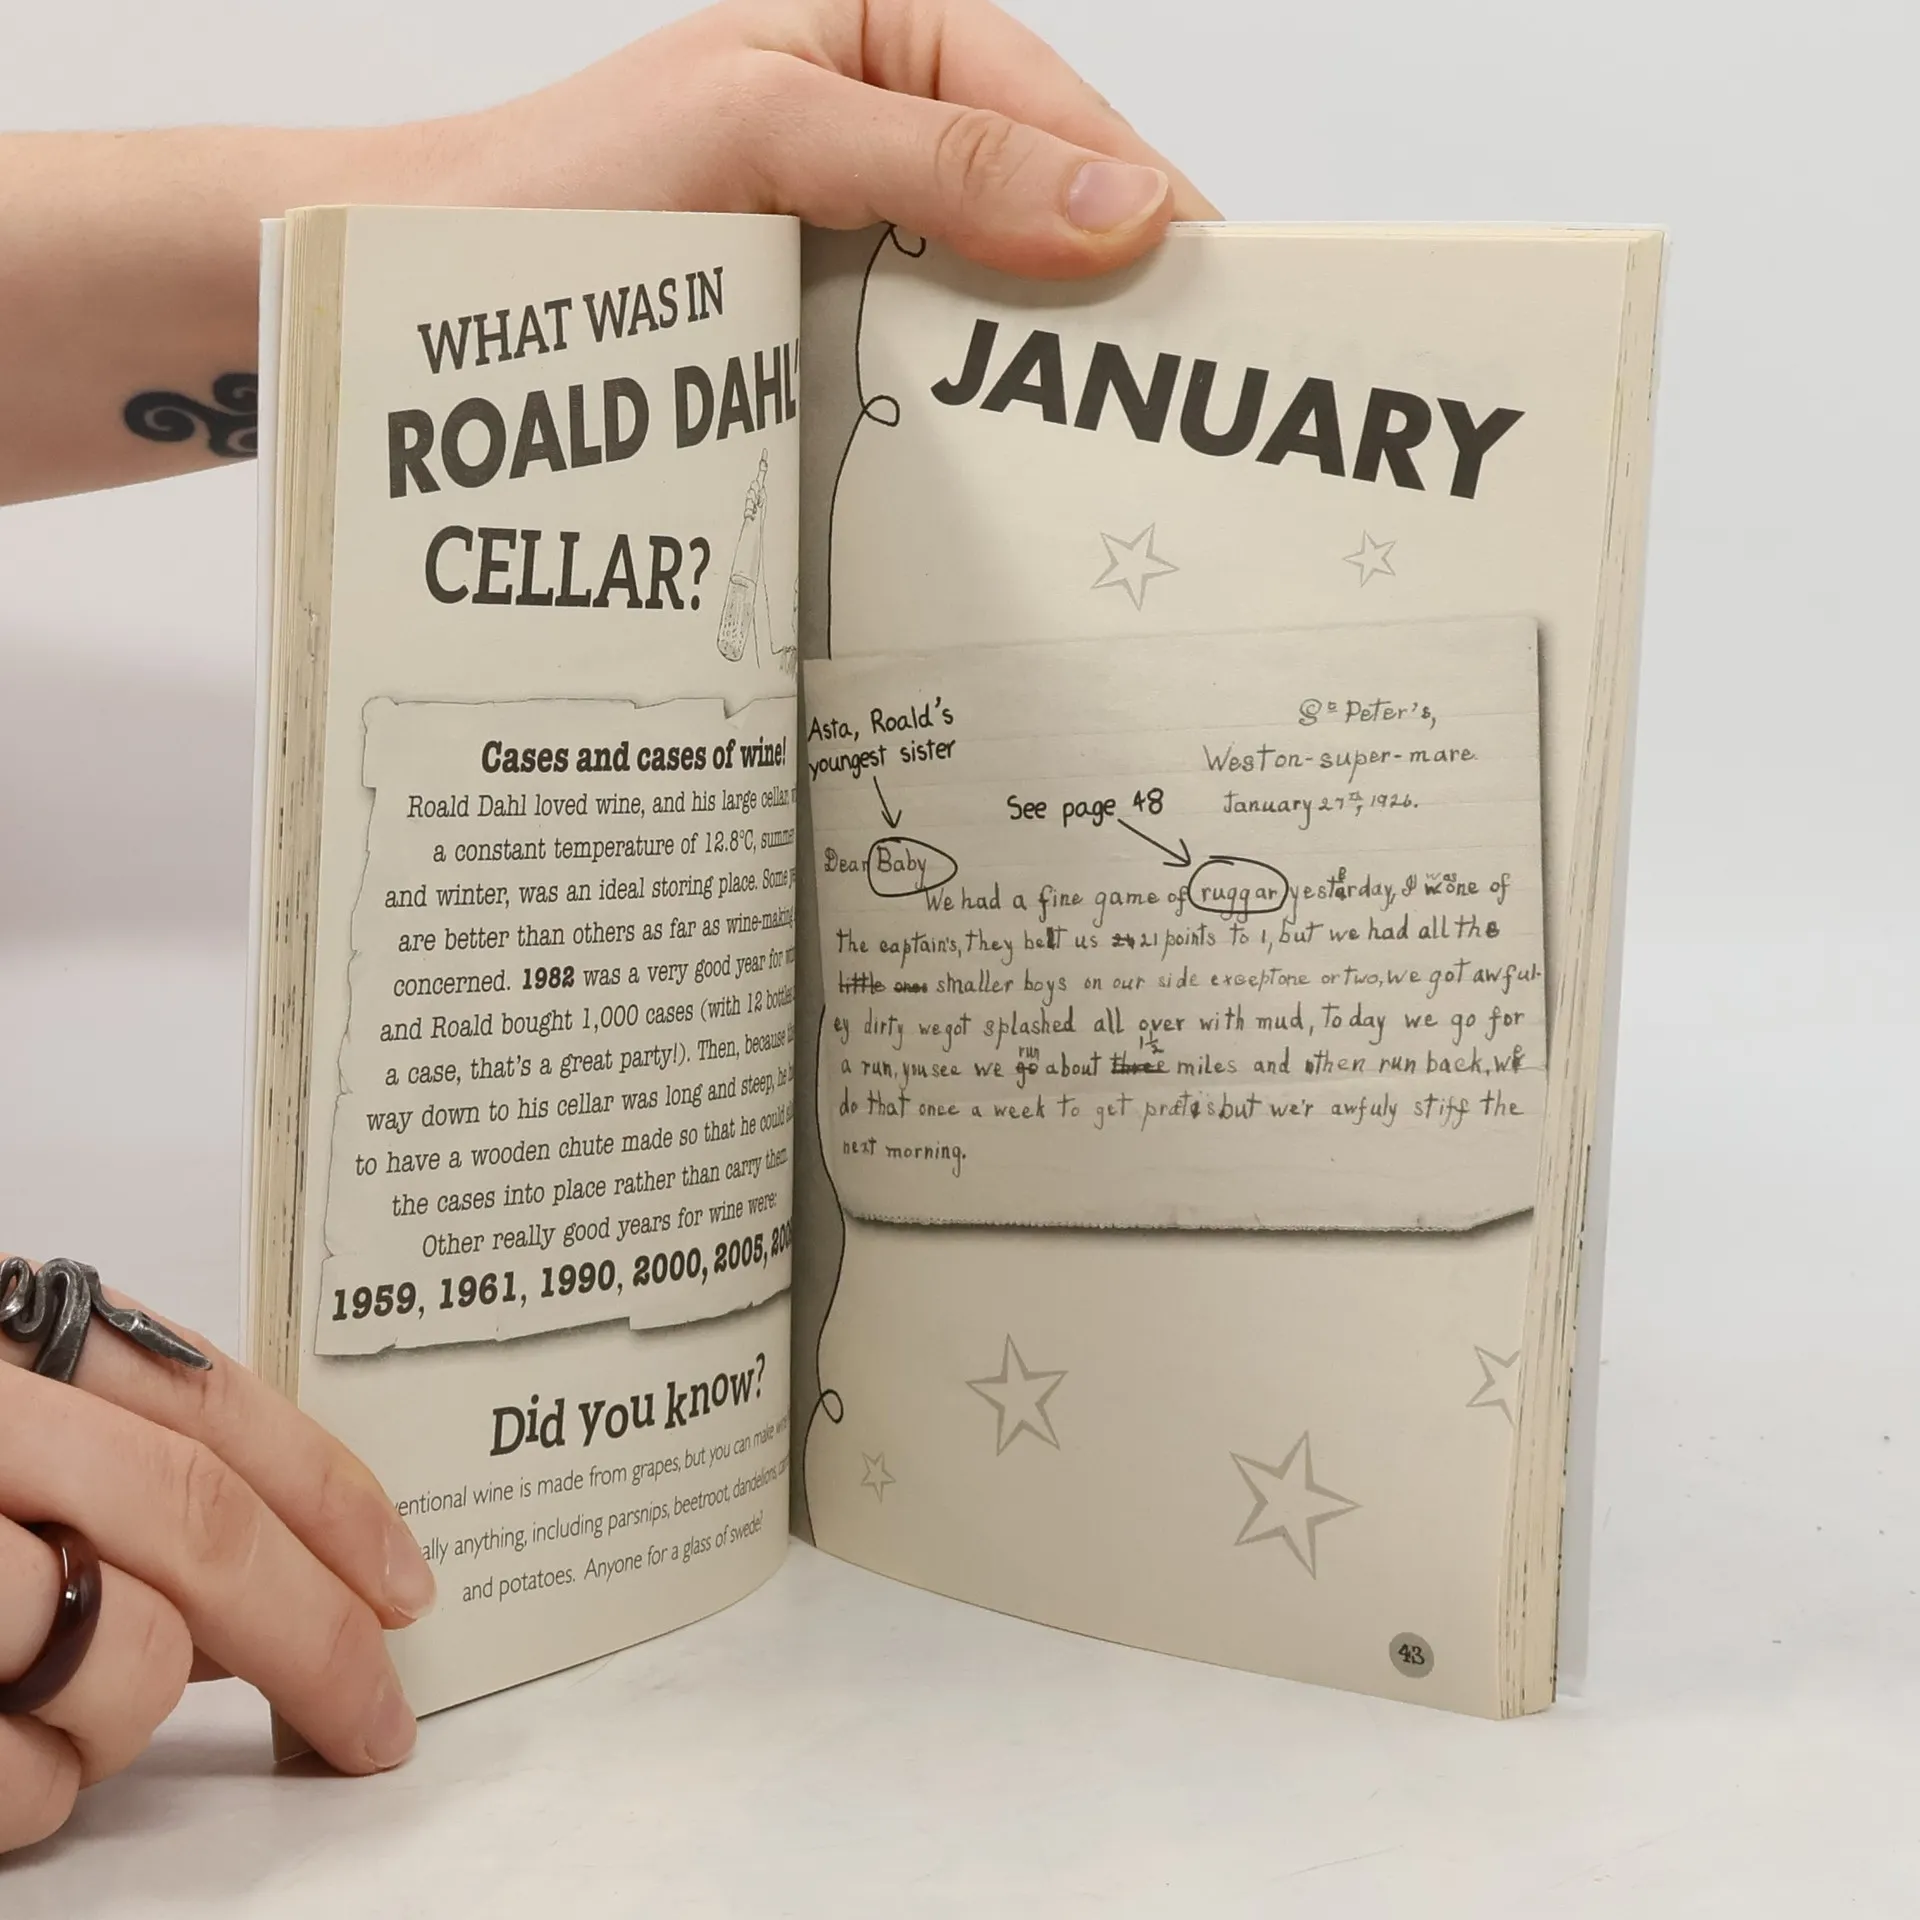 WHAT WAS IN
ROALD DAHL'
CELLAR?
Cases and cases of wine!
Roald Dahl loved wine, and his large cellar,
a constant temperature of 12.8°C, summer
and winter, was an ideal storing place. Some
are better than others as far as wine-making
concerned. 1982 was a very good year for
and Roald bought 1,000 cases (with 12 bottles
a case, that's a great party!). Then, because
way down to his cellar was long and steep, he
to have a wooden chute made so that he could
the cases into place rather than carry them.
Other really good years for wine were:
1959, 1961, 1990, 2000, 2005,
Did you know?
ventional wine is made from grapes, but you can make
ally anything, including parsnips, beetroot, dandelions,
and potatoes. Anyone for a glass of swede?
JANUARY
Asta, Roald's
youngest sister
St Peter's,
Weston-super-mare.
See page 48
January 27th, 1926.
Dear Baby
We had a fine game of ruggar yesterday, I was one of
the captain's, they belt us 24 21 points to 1, but we had all the
little ones smaller boys on our side except one or two, we got awful-
ey dirty we got splashed all over with mud, to day we go for
a run, you see we go run about three 1½ miles and then run back, we
do that once a week to get but we'r awfuly stiff the
next morning.
43